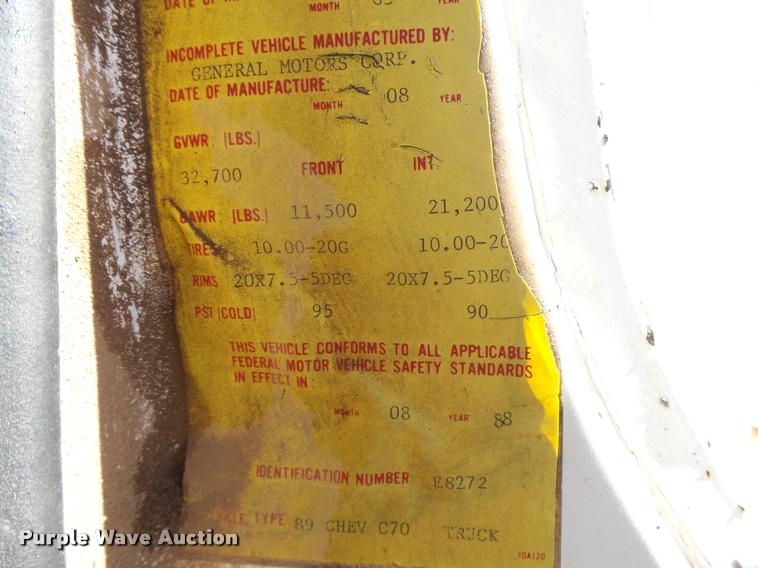 DATE OF
MONTH YEAR
INCOMPLETE VEHICLE MANUFACTURED BY:
GENERAL MOTORS CORP.
DATE OF MANUFACTURE:
MONTH 08 YEAR
GVWR |LBS.|
32,700 FRONT INT.
GAWR |LBS.| 11,500 21,200
TIRES 10.00-20G 10.00-20
RIMS 20X7.5-5DEG 20X7.5-5DEG
PSI |COLD| 95 90
THIS VEHICLE CONFORMS TO ALL APPLICABLE
FEDERAL MOTOR VEHICLE SAFETY STANDARDS
IN EFFECT IN:
MONTH 08 YEAR 88
IDENTIFICATION NUMBER E8272
TYPE 89 CHEV C70 TRUCK
10A120
Purple Wave Auction